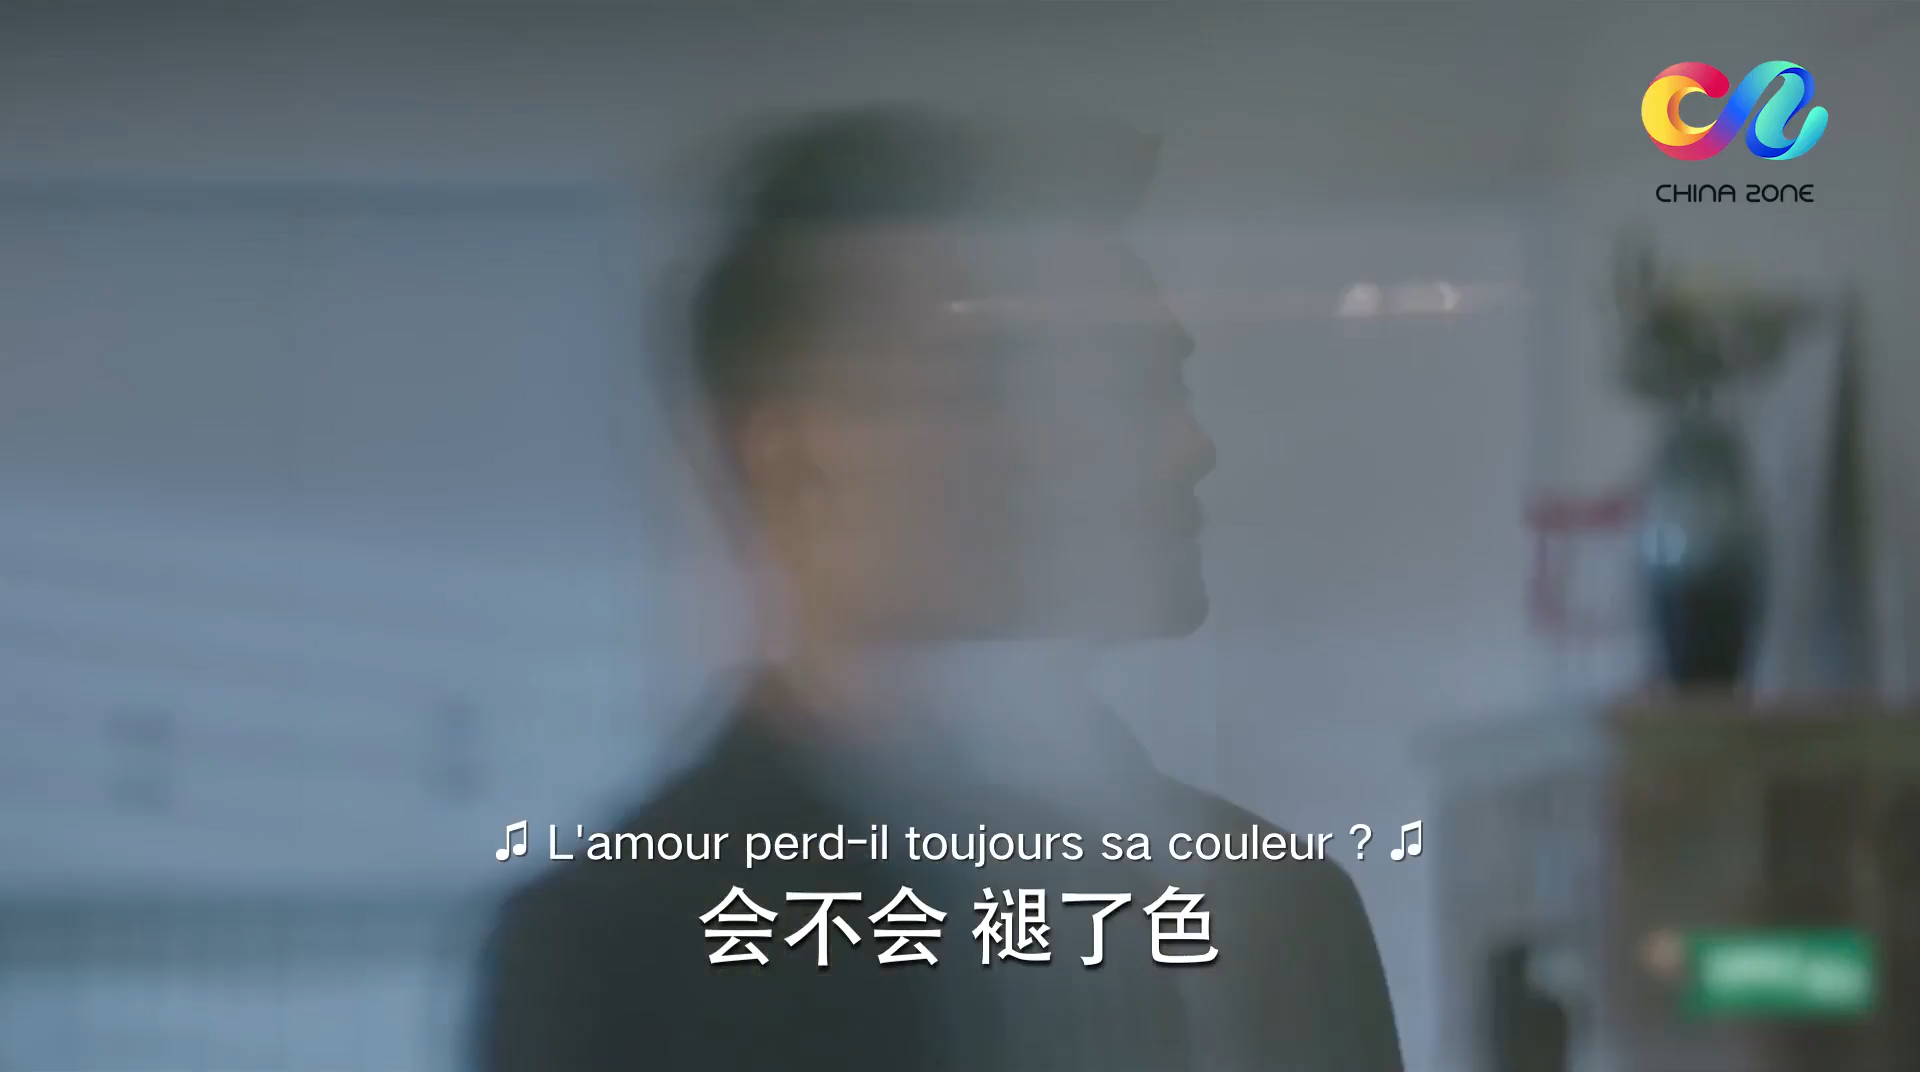 CHINA ZONE
♫ L'amour perd-il toujours sa couleur ? ♫
会不会 褪了色